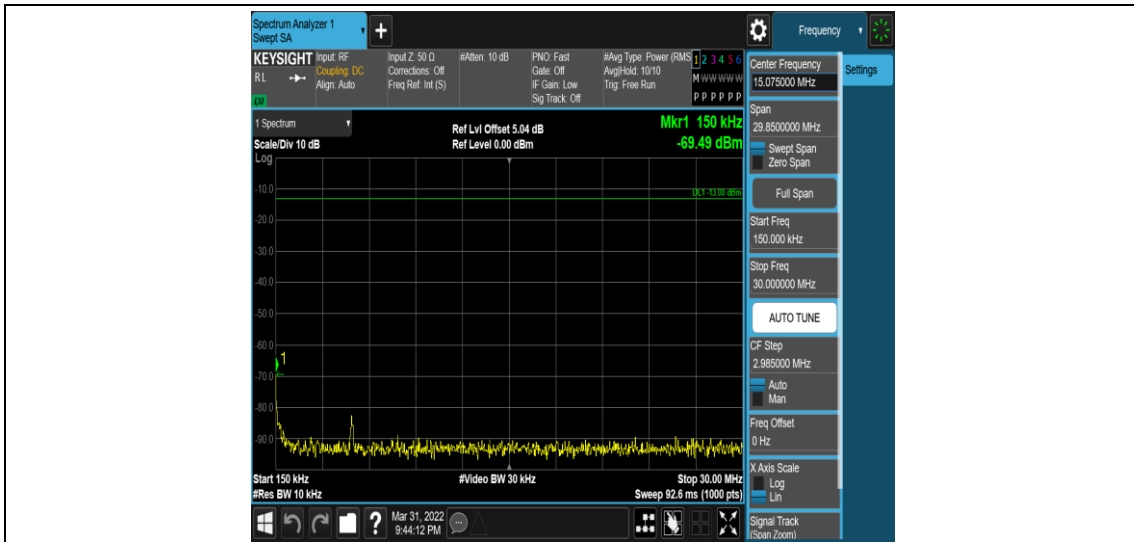 Spectrum Analyzer 1
Swept SA
+
Frequency
KEYSIGHT
RL
LXI
Input: RF
Coupling: DC
Align: Auto
Input Z: 50 Ω
Corrections: Off
Freq Ref: Int (S)
#Atten: 10 dB
PNO: Fast
Gate: Off
IF Gain: Low
Sig Track: Off
#Avg Type: Power (RMS
Avg|Hold: 10/10
Trig: Free Run
1 2 3 4 5 6
M W W W W W
P P P P P P
1 Spectrum
Scale/Div 10 dB
Ref Lvl Offset 5.04 dB
Ref Level 0.00 dBm
Mkr1 150 kHz
-69.49 dBm
Log
-10.0
DL1 -13.00 dBm
-20.0
-30.0
-40.0
-50.0
-60.0
1
-70.0
-80.0
-90.0
Start 150 kHz
#Res BW 10 kHz
#Video BW 30 kHz
Stop 30.00 MHz
Sweep 92.6 ms (1000 pts)
Center Frequency
15.075000 MHz
Settings
Span
29.8500000 MHz
Swept Span
Zero Span
Full Span
Start Freq
150.000 kHz
Stop Freq
30.000000 MHz
AUTO TUNE
CF Step
2.985000 MHz
Auto
Man
Freq Offset
0 Hz
X Axis Scale
Log
Lin
Signal Track
(Span Zoom)
?
Mar 31, 2022
9:44:12 PM